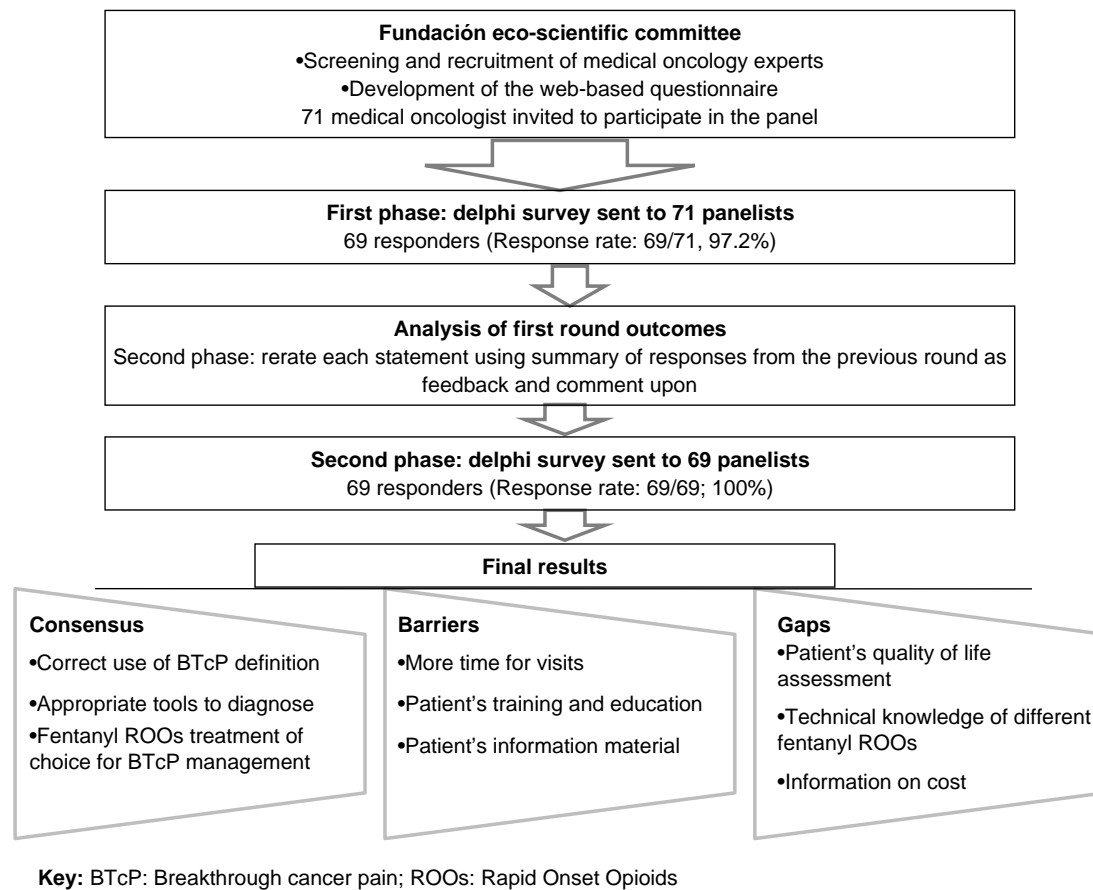 Fundación eco-scientific committee
•Screening and recruitment of medical oncology experts
•Development of the web-based questionnaire
71 medical oncologist invited to participate in the panel
First phase: delphi survey sent to 71 panelists
69 responders (Response rate: 69/71, 97.2%)
Analysis of first round outcomes
Second phase: rerate each statement using summary of responses from the previous round as
feedback and comment upon
Second phase: delphi survey sent to 69 panelists
69 responders (Response rate: 69/69; 100%)
Final results
Consensus
•Correct use of BTcP definition
•Appropriate tools to diagnose
•Fentanyl ROOs treatment of
choice for BTcP management
Barriers
•More time for visits
•Patient’s training and education
•Patient’s information material
Gaps
•Patient’s quality of life
assessment
•Technical knowledge of different
fentanyl ROOs
•Information on cost
Key: BTcP: Breakthrough cancer pain; ROOs: Rapid Onset Opioids